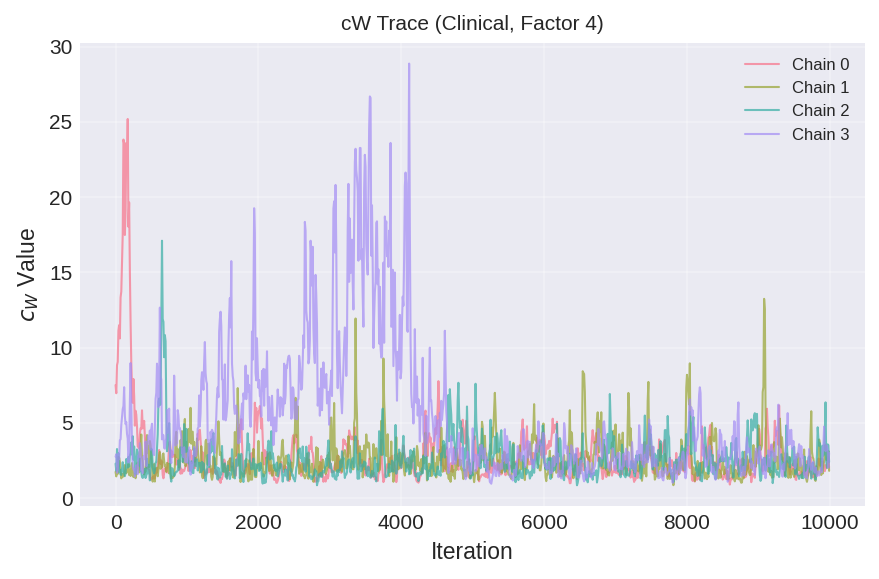 cW Trace (Clinical, Factor 4)
30
25
20
15
10
5
0
c_W Value
Chain 0
Chain 1
Chain 2
Chain 3
0 2000 4000 6000 8000 10000
Iteration